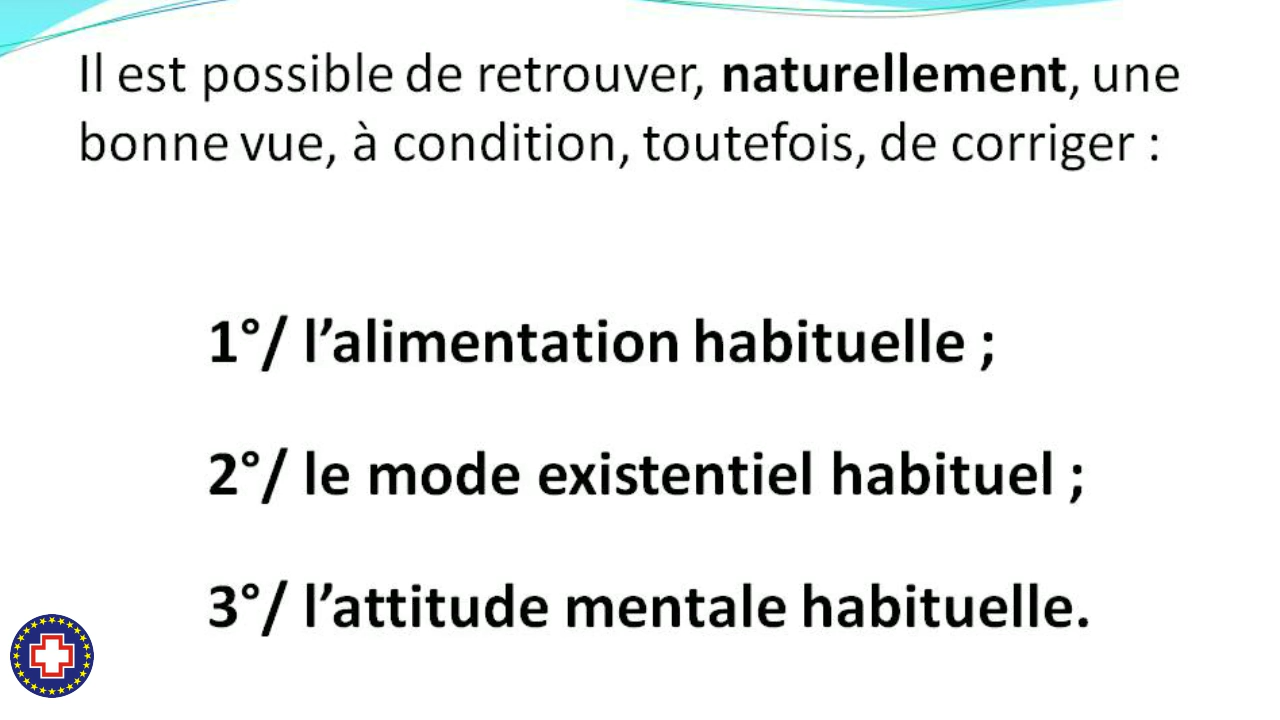 Il est possible de retrouver, naturellement, une
bonne vue, à condition, toutefois, de corriger :
1°/ l’alimentation habituelle ;
2°/ le mode existentiel habituel ;
3°/ l’attitude mentale habituelle.